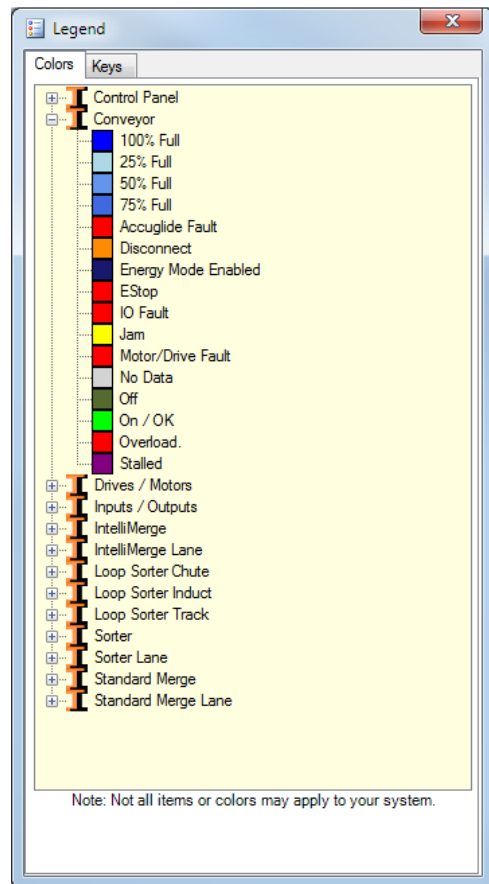 Legend
Colors Keys
Control Panel
Conveyor
100% Full
25% Full
50% Full
75% Full
Accuglide Fault
Disconnect
Energy Mode Enabled
EStop
IO Fault
Jam
Motor/Drive Fault
No Data
Off
On / OK
Overload.
Stalled
Drives / Motors
Inputs / Outputs
IntelliMerge
IntelliMerge Lane
Loop Sorter Chute
Loop Sorter Induct
Loop Sorter Track
Sorter
Sorter Lane
Standard Merge
Standard Merge Lane
Note: Not all items or colors may apply to your system.